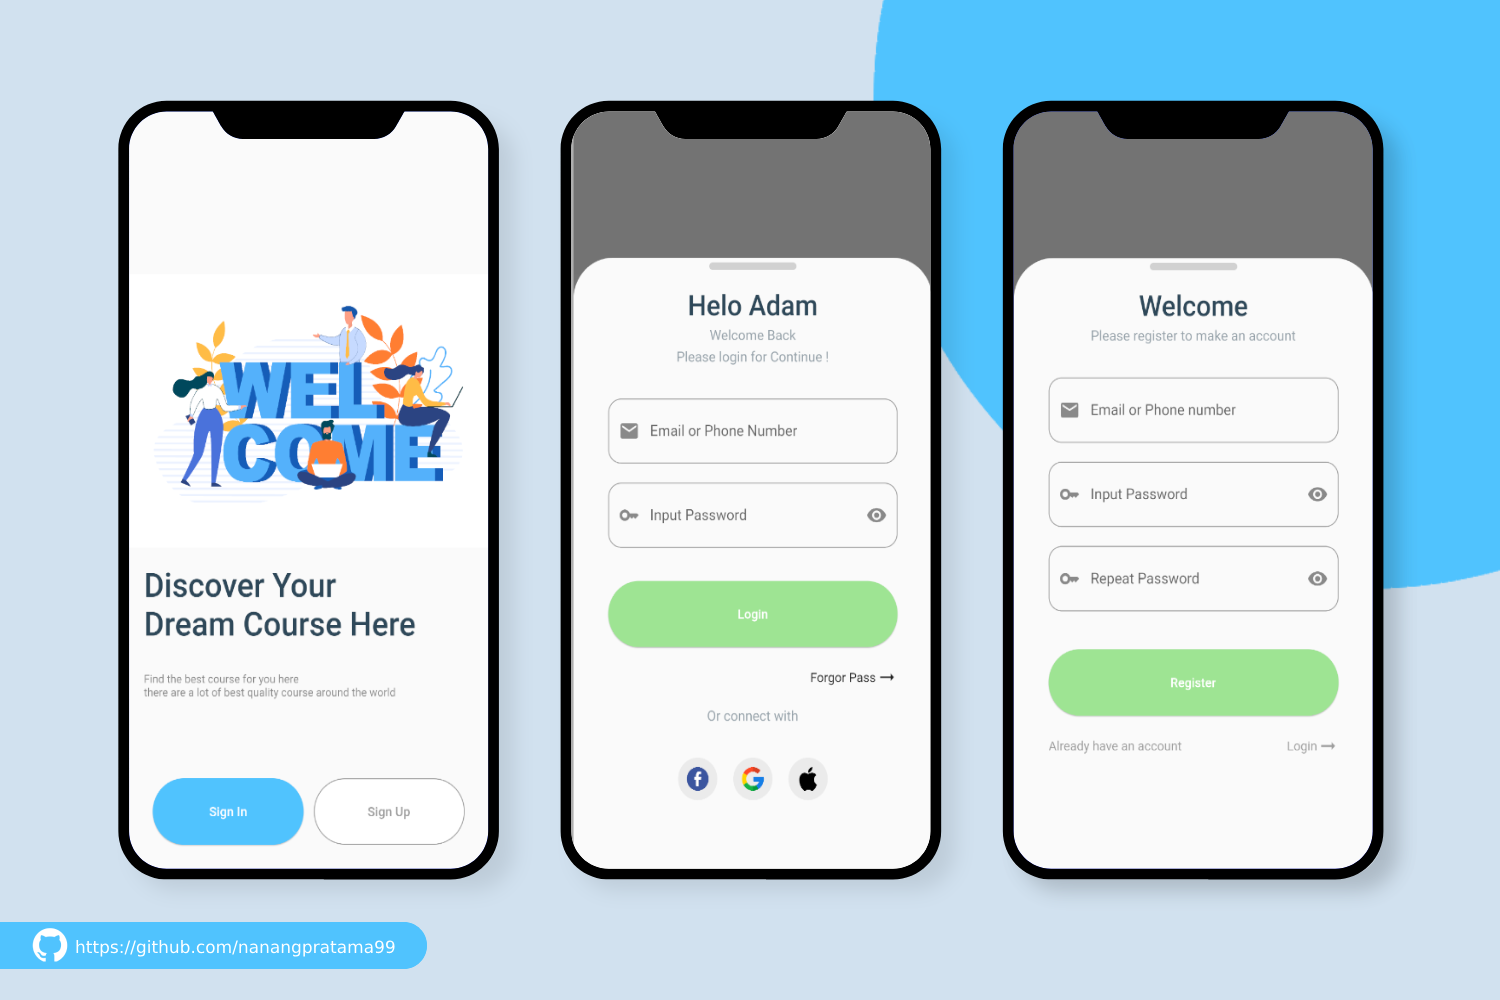 WEL
COME
Discover Your
Dream Course Here
Find the best course for you here
there are a lot of best quality course around the world
Sign In
Sign Up
Helo Adam
Welcome Back
Please login for Continue !
Email or Phone Number
Input Password
Login
Forgor Pass
Or connect with
Welcome
Please register to make an account
Email or Phone number
Input Password
Repeat Password
Register
Already have an account
Login
https://github.com/nanangpratama99